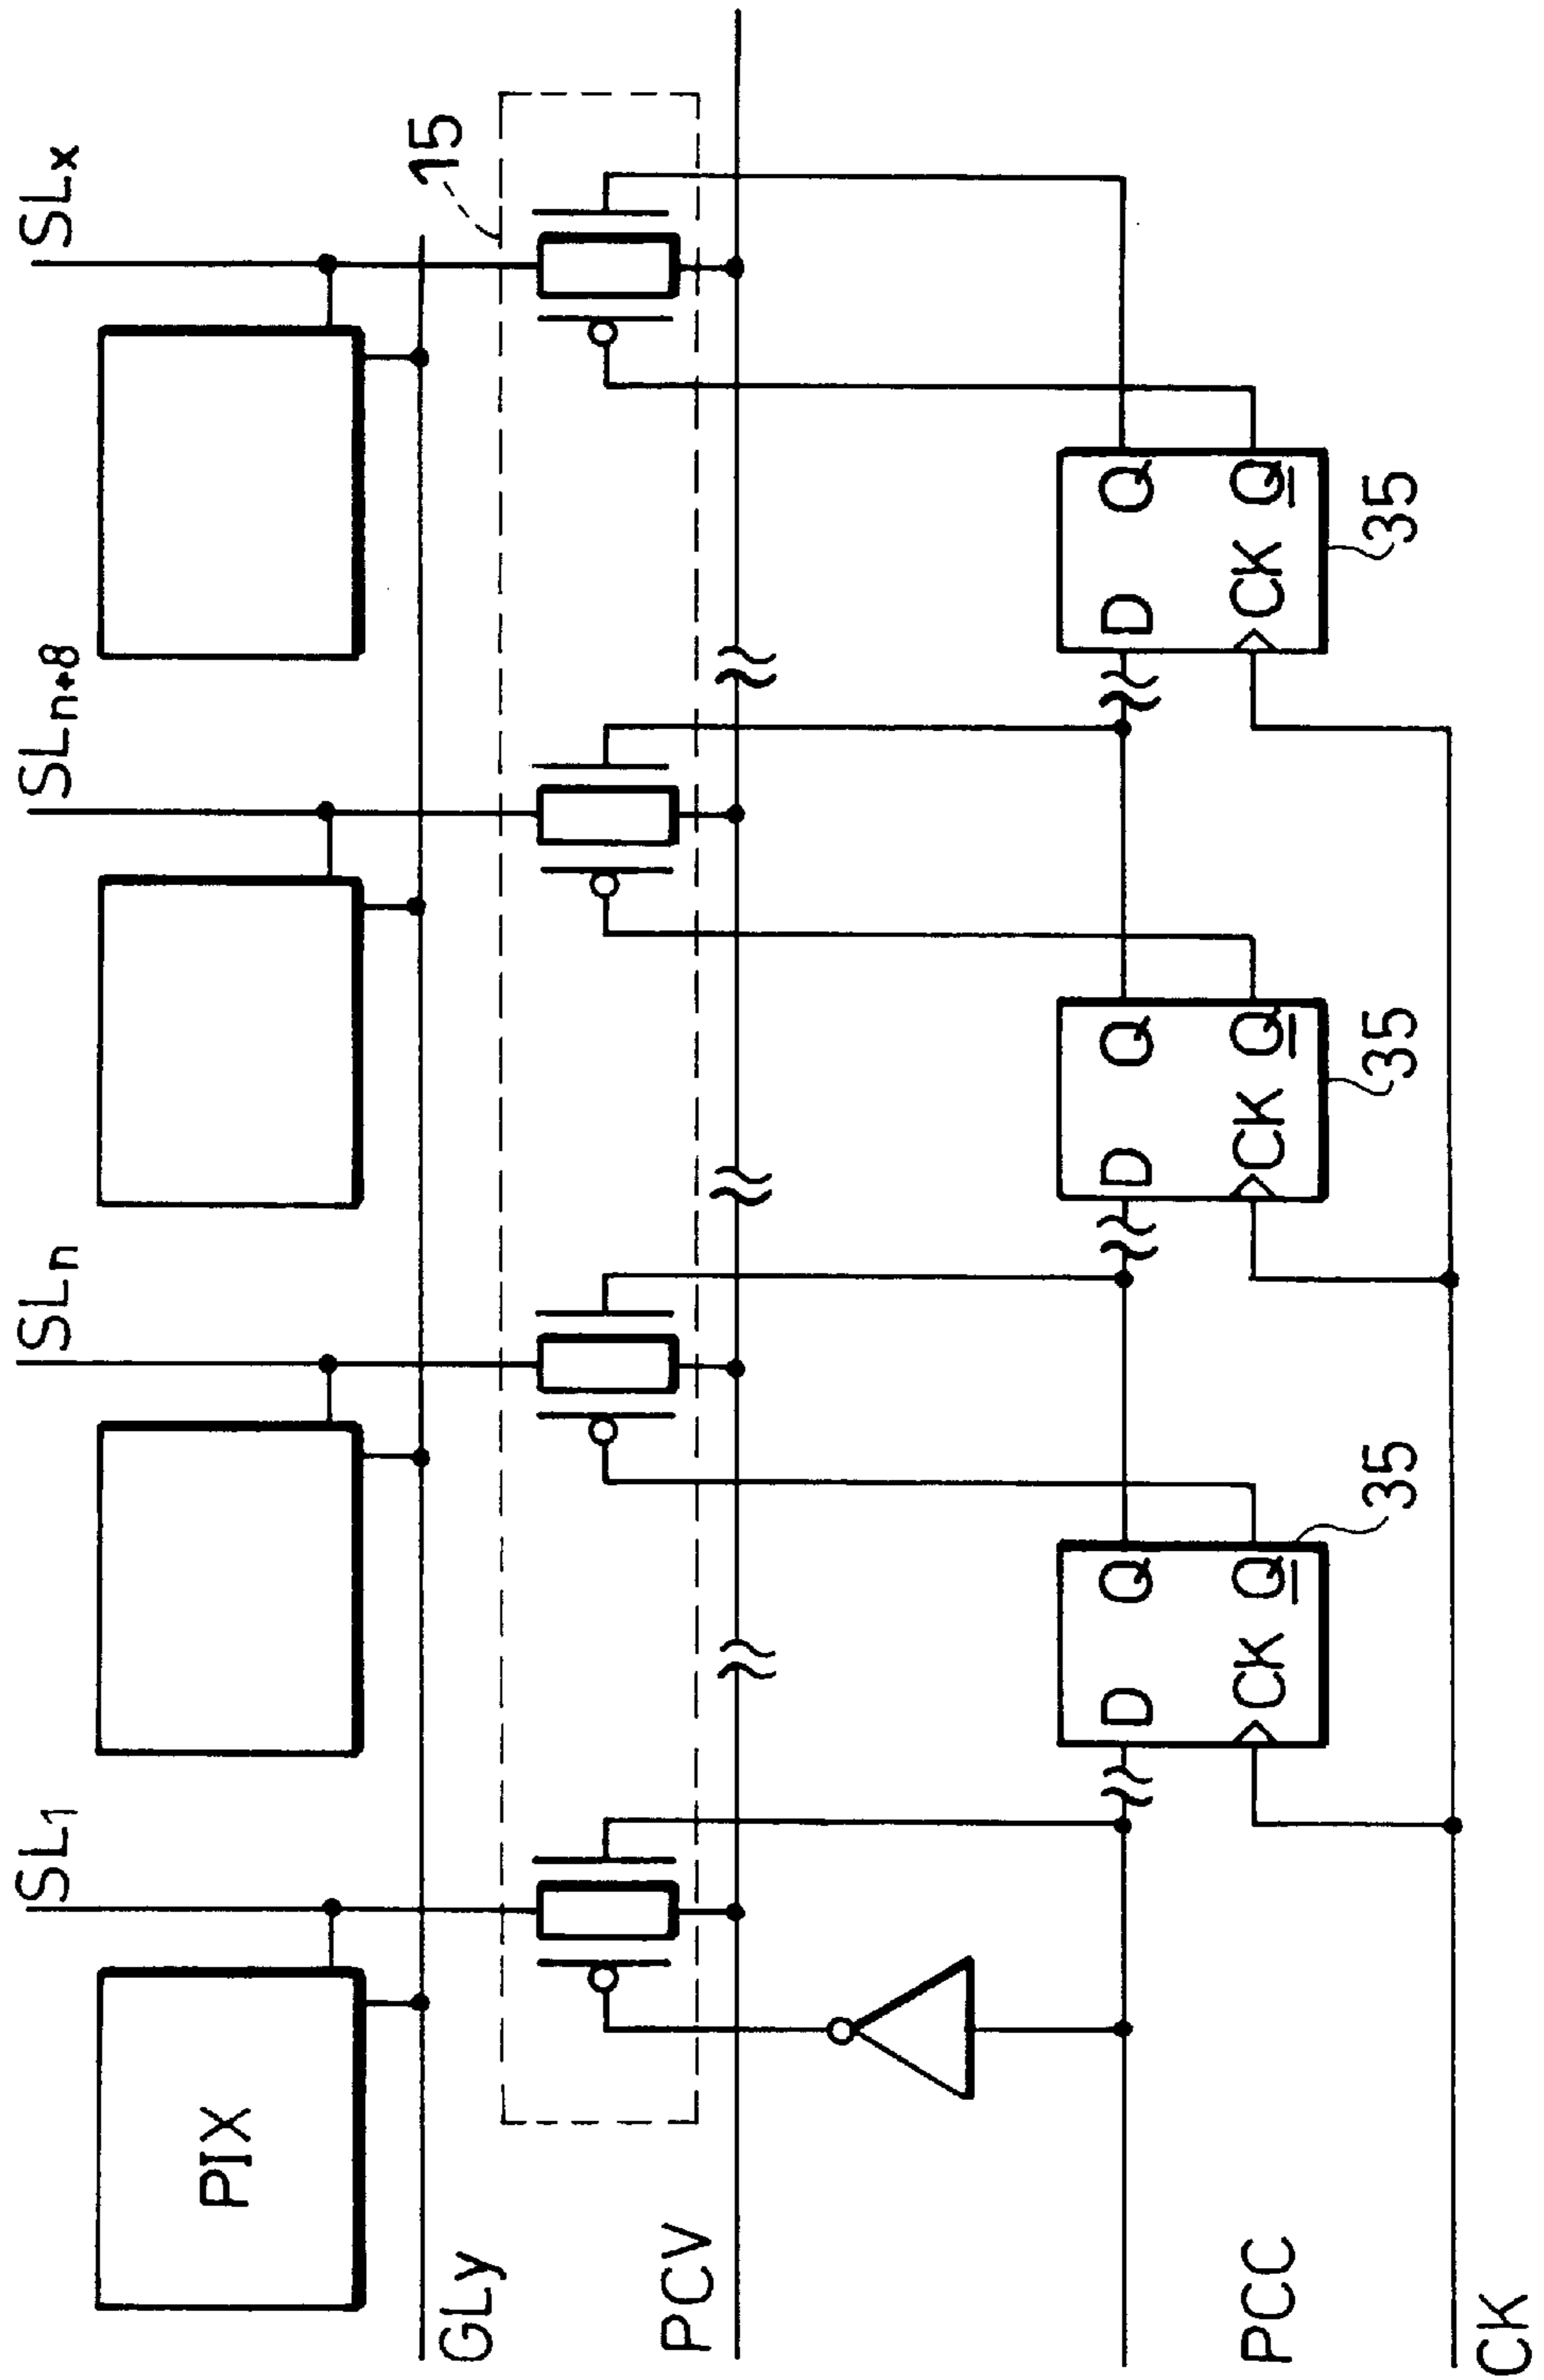 SL1
SLn
SLn+8
SLx
15
PIX
GLy
PCV
D Q
CK Q
35
D Q
CK Q
35
D Q
CK Q
35
PCC
CK